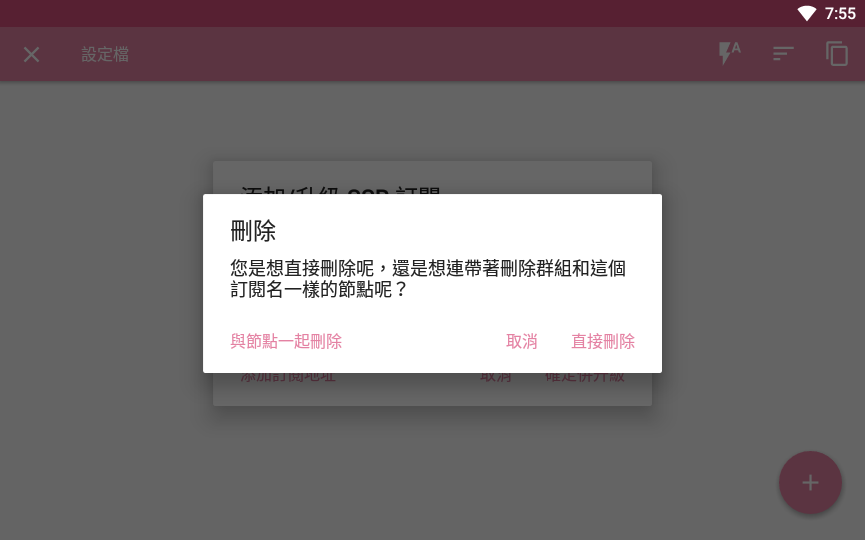 7:55
設定檔
添加/升級 SSR 訂閱
刪除
您是想直接刪除呢，還是想連帶著刪除群組和這個
訂閱名一樣的節點呢？
與節點一起刪除 取消 直接刪除
添加訂閱地址 取消 確定併升級